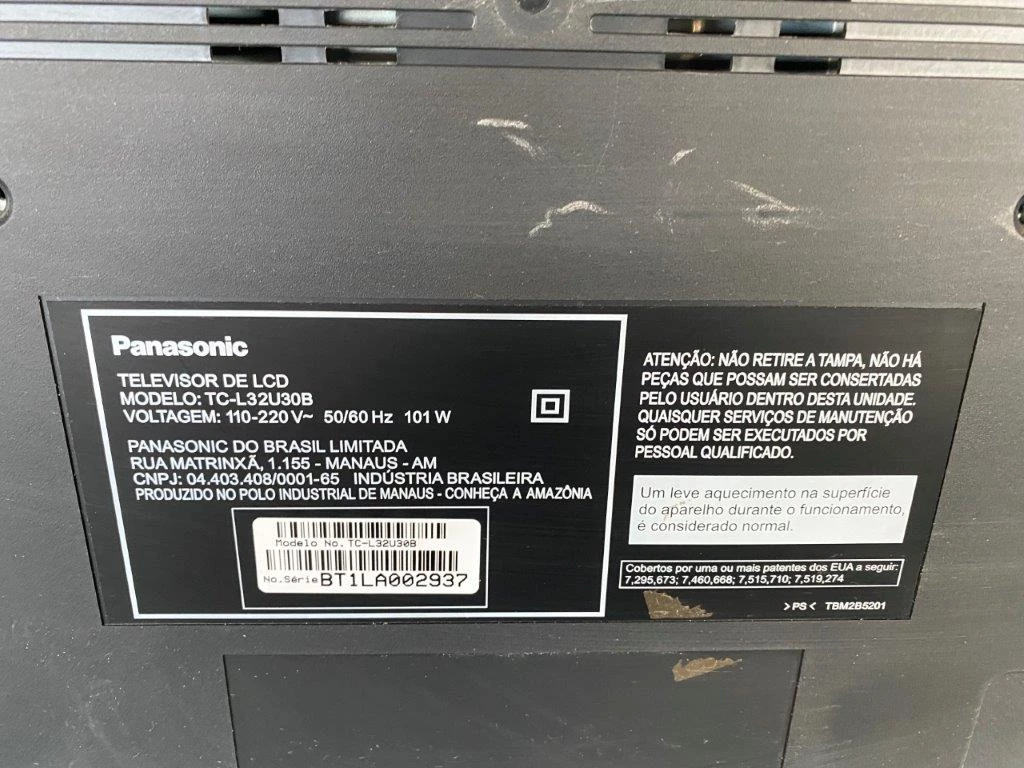 Panasonic
TELEVISOR DE LCD
MODELO: TC-L32U30B
VOLTAGEM: 110-220 V~ 50/60 Hz 101 W
PANASONIC DO BRASIL LIMITADA
RUA MATRINXÃ, 1.155 - MANAUS - AM
CNPJ: 04.403.408/0001-65 INDÚSTRIA BRASILEIRA
PRODUZIDO NO POLO INDUSTRIAL DE MANAUS - CONHEÇA A AMAZÔNIA
Modelo No. TC-L32U30B
No.Série BT1LA002937
ATENÇÃO: NÃO RETIRE A TAMPA, NÃO HÁ
PEÇAS QUE POSSAM SER CONSERTADAS
PELO USUÁRIO DENTRO DESTA UNIDADE.
QUAISQUER SERVIÇOS DE MANUTENÇÃO
SÓ PODEM SER EXECUTADOS POR
PESSOAL QUALIFICADO.
Um leve aquecimento na superfície
do aparelho durante o funcionamento,
é considerado normal.
Cobertos por uma ou mais patentes dos EUA a seguir:
7,295,673; 7,460,668; 7,515,710; 7,519,274
>PS< TBM2B5201